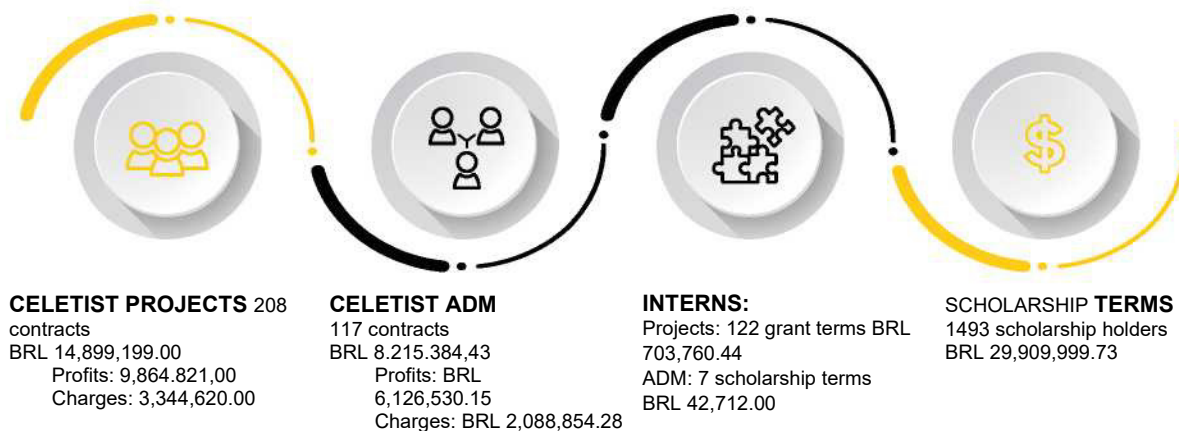 CELETIST PROJECTS 208
contracts
BRL 14,899,199.00
Profits: 9,864.821,00
Charges: 3,344,620.00
CELETIST ADM
117 contracts
BRL 8.215.384,43
Profits: BRL
6,126,530.15
Charges: BRL 2,088,854.28
INTERNS:
Projects: 122 grant terms BRL
703,760.44
ADM: 7 scholarship terms
BRL 42,712.00
SCHOLARSHIP TERMS
1493 scholarship holders
BRL 29,909,999.73